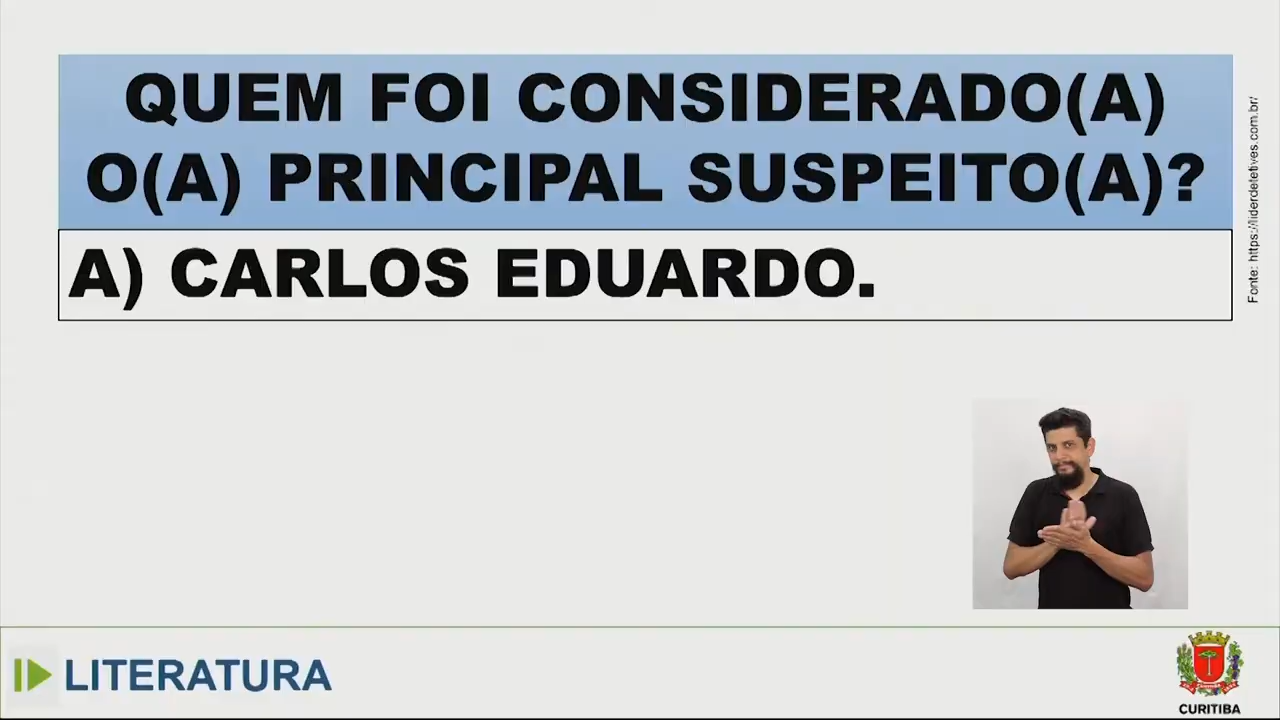 QUEM FOI CONSIDERADO(A)
O(A) PRINCIPAL SUSPEITO(A)?
A) CARLOS EDUARDO.
Fonte: https://liderdetetives.com.br/
LITERATURA
CURITIBA